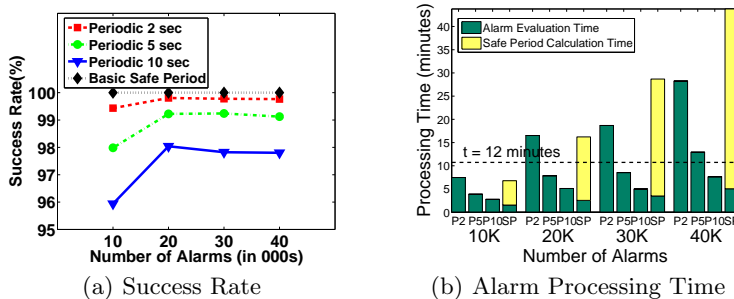 Periodic 2 sec
Periodic 5 sec
Periodic 10 sec
Basic Safe Period
Success Rate(%)
100
99
98
97
96
95
10
20
30
40
Number of Alarms (in 000s)
(a) Success Rate
Alarm Evaluation Time
Safe Period Calculation Time
Processing Time (minutes)
40
35
30
25
20
15
10
5
0
t = 12 minutes
P2 P5P10SP P2 P5P10SP P2 P5P10SP P2 P5P10SP
10K 20K 30K 40K
Number of Alarms
(b) Alarm Processing Time